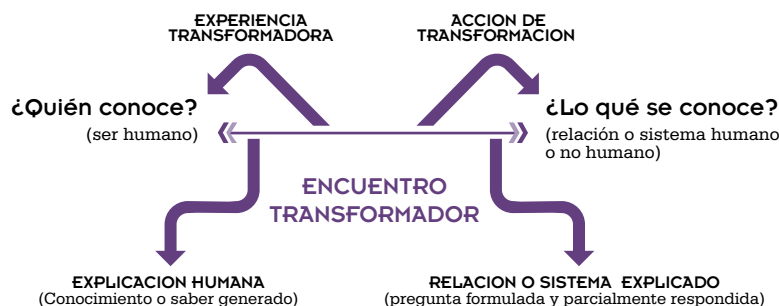 EXPERIENCIA
TRANSFORMADORA
ACCION DE
TRANSFORMACION
¿Quién conoce?
(ser humano)
¿Lo qué se conoce?
(relación o sistema humano
o no humano)
ENCUENTRO
TRANSFORMADOR
EXPLICACION HUMANA
(Conocimiento o saber generado)
RELACION O SISTEMA EXPLICADO
(pregunta formulada y parcialmente respondida)